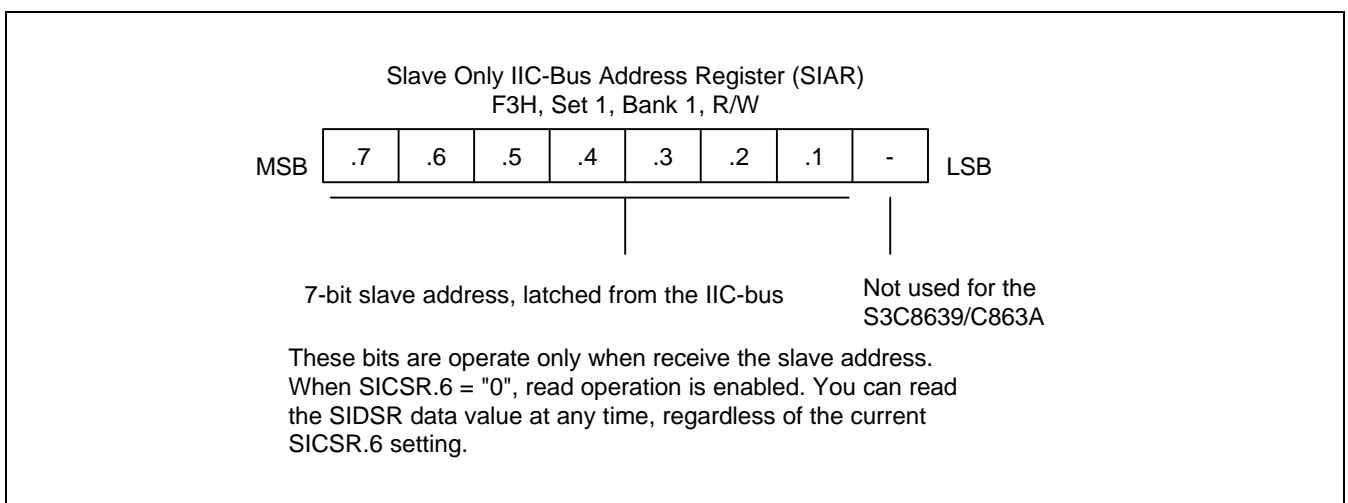 Slave Only IIC-Bus Address Register (SIAR)
F3H, Set 1, Bank 1, R/W
MSB .7 .6 .5 .4 .3 .2 .1 - LSB
7-bit slave address, latched from the IIC-bus
Not used for the
S3C8639/C863A
These bits are operate only when receive the slave address.
When SICSR.6 = "0", read operation is enabled. You can read
the SIDSR data value at any time, regardless of the current
SICSR.6 setting.